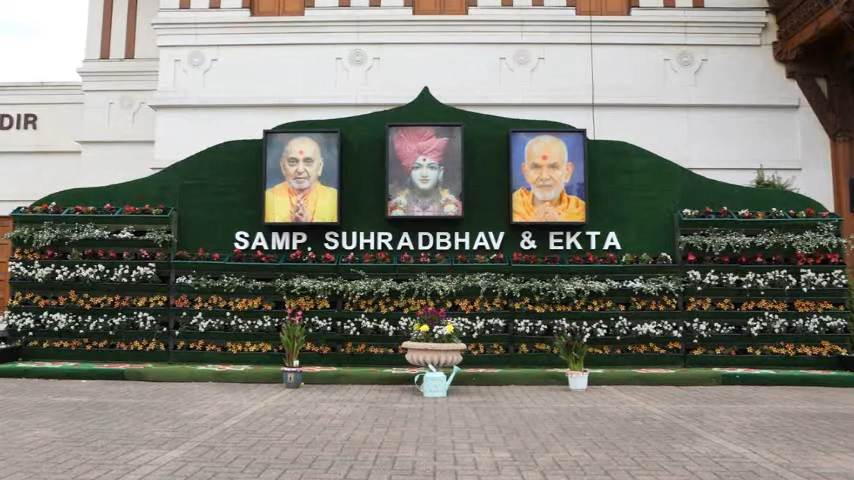 DIR
SAMP, SUHRADBHAV & EKTA